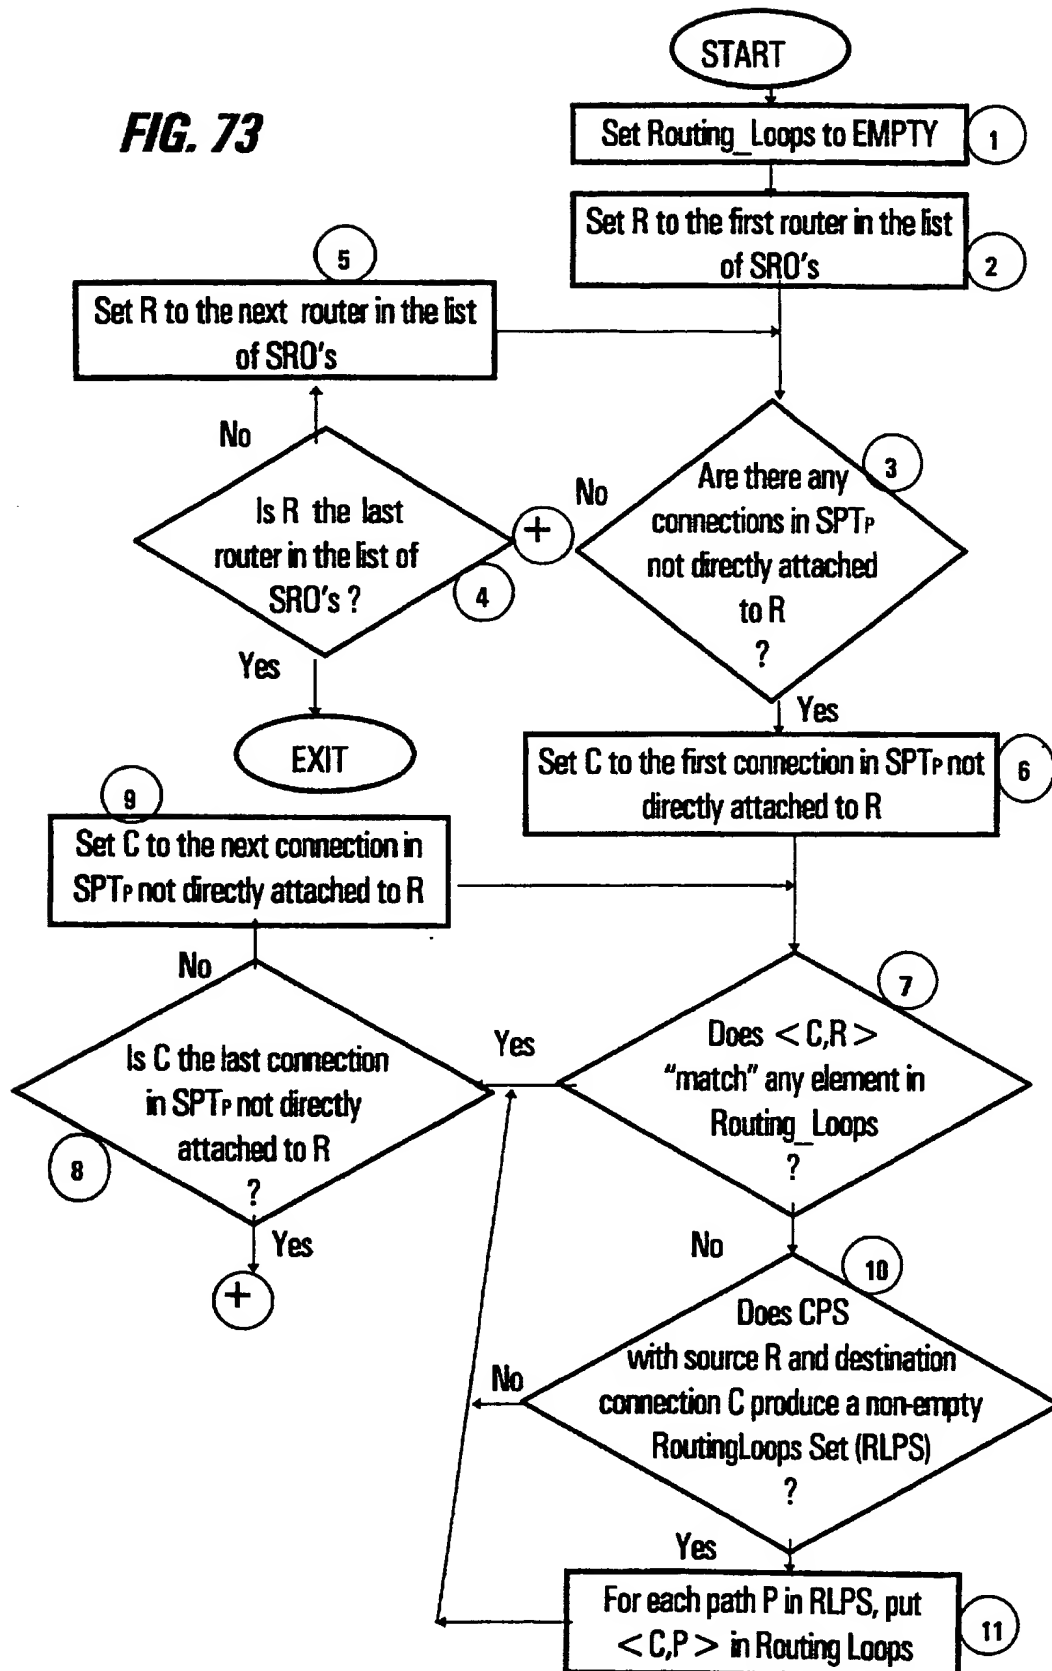 START
FIG. 73
Set Routing_Loops to EMPTY
1
Set R to the first router in the list
of SRO's
2
5
Set R to the next router in the list
of SRO's
No
Is R the last
router in the list of
SRO's ?
4
+
No
3
Are there any
connections in SPTP
not directly attached
to R
?
Yes
EXIT
Yes
Set C to the first connection in SPTP not
directly attached to R
6
9
Set C to the next connection in
SPTP not directly attached to R
No
Is C the last connection
in SPTP not directly
attached to R
?
8
Yes
+
Yes
7
Does <C,R>
"match" any element in
Routing_Loops
?
No
10
Does CPS
with source R and destination
connection C produce a non-empty
RoutingLoops Set (RLPS)
?
No
Yes
For each path P in RLPS, put
<C,P> in Routing Loops
11